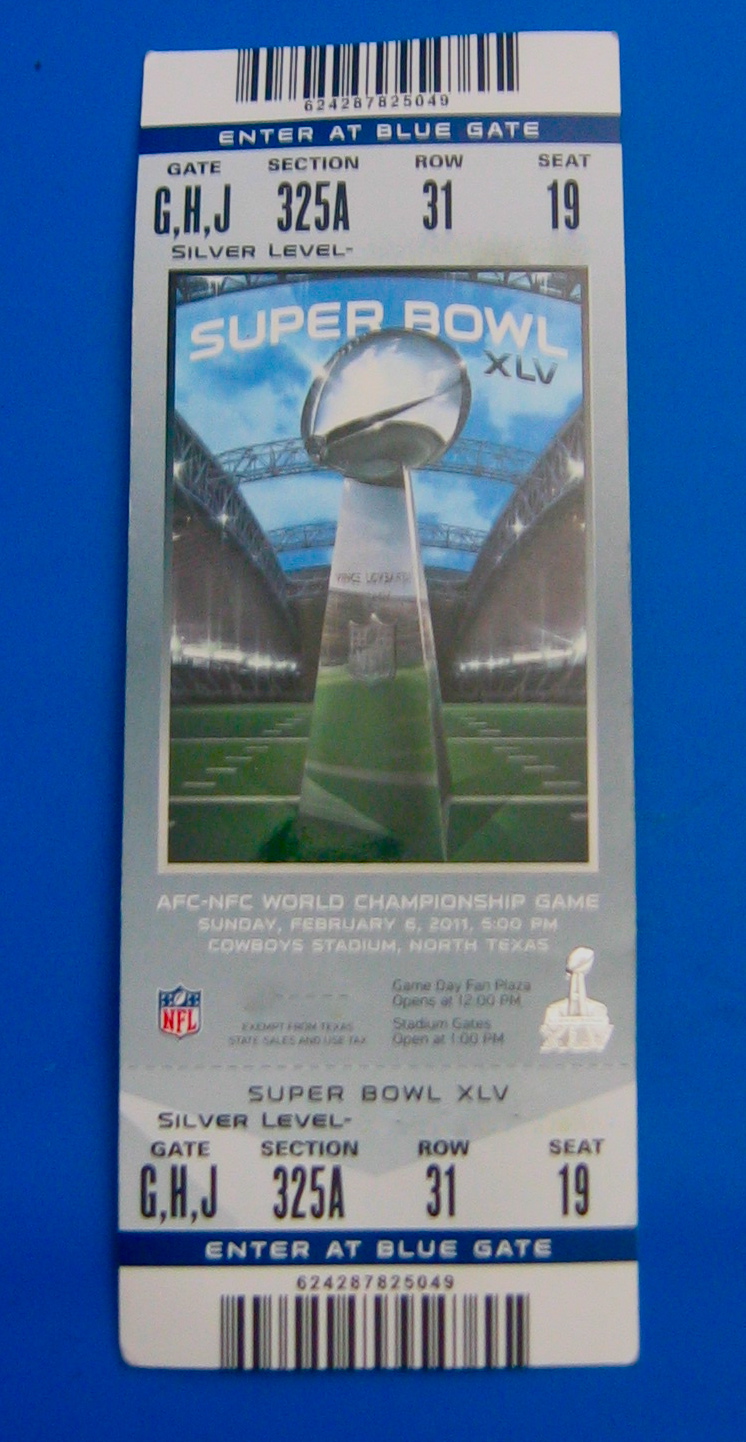 624287825049
ENTER AT BLUE GATE
GATE SECTION ROW SEAT
G,H,J 325A 31 19
SILVER LEVEL-
SUPER BOWL
XLV
VINCE LOMBARDI
AFC-NFC WORLD CHAMPIONSHIP GAME
SUNDAY, FEBRUARY 6, 2011, 5:00 PM
COWBOYS STADIUM, NORTH TEXAS
NFL
EXEMPT FROM TEXAS
STATE SALES AND USE TAX
Game Day Fan Plaza
Opens at 12:00 PM
Stadium Gates
Open at 1:00 PM
SUPER BOWL XLV
SILVER LEVEL-
GATE SECTION ROW SEAT
G,H,J 325A 31 19
ENTER AT BLUE GATE
624287825049